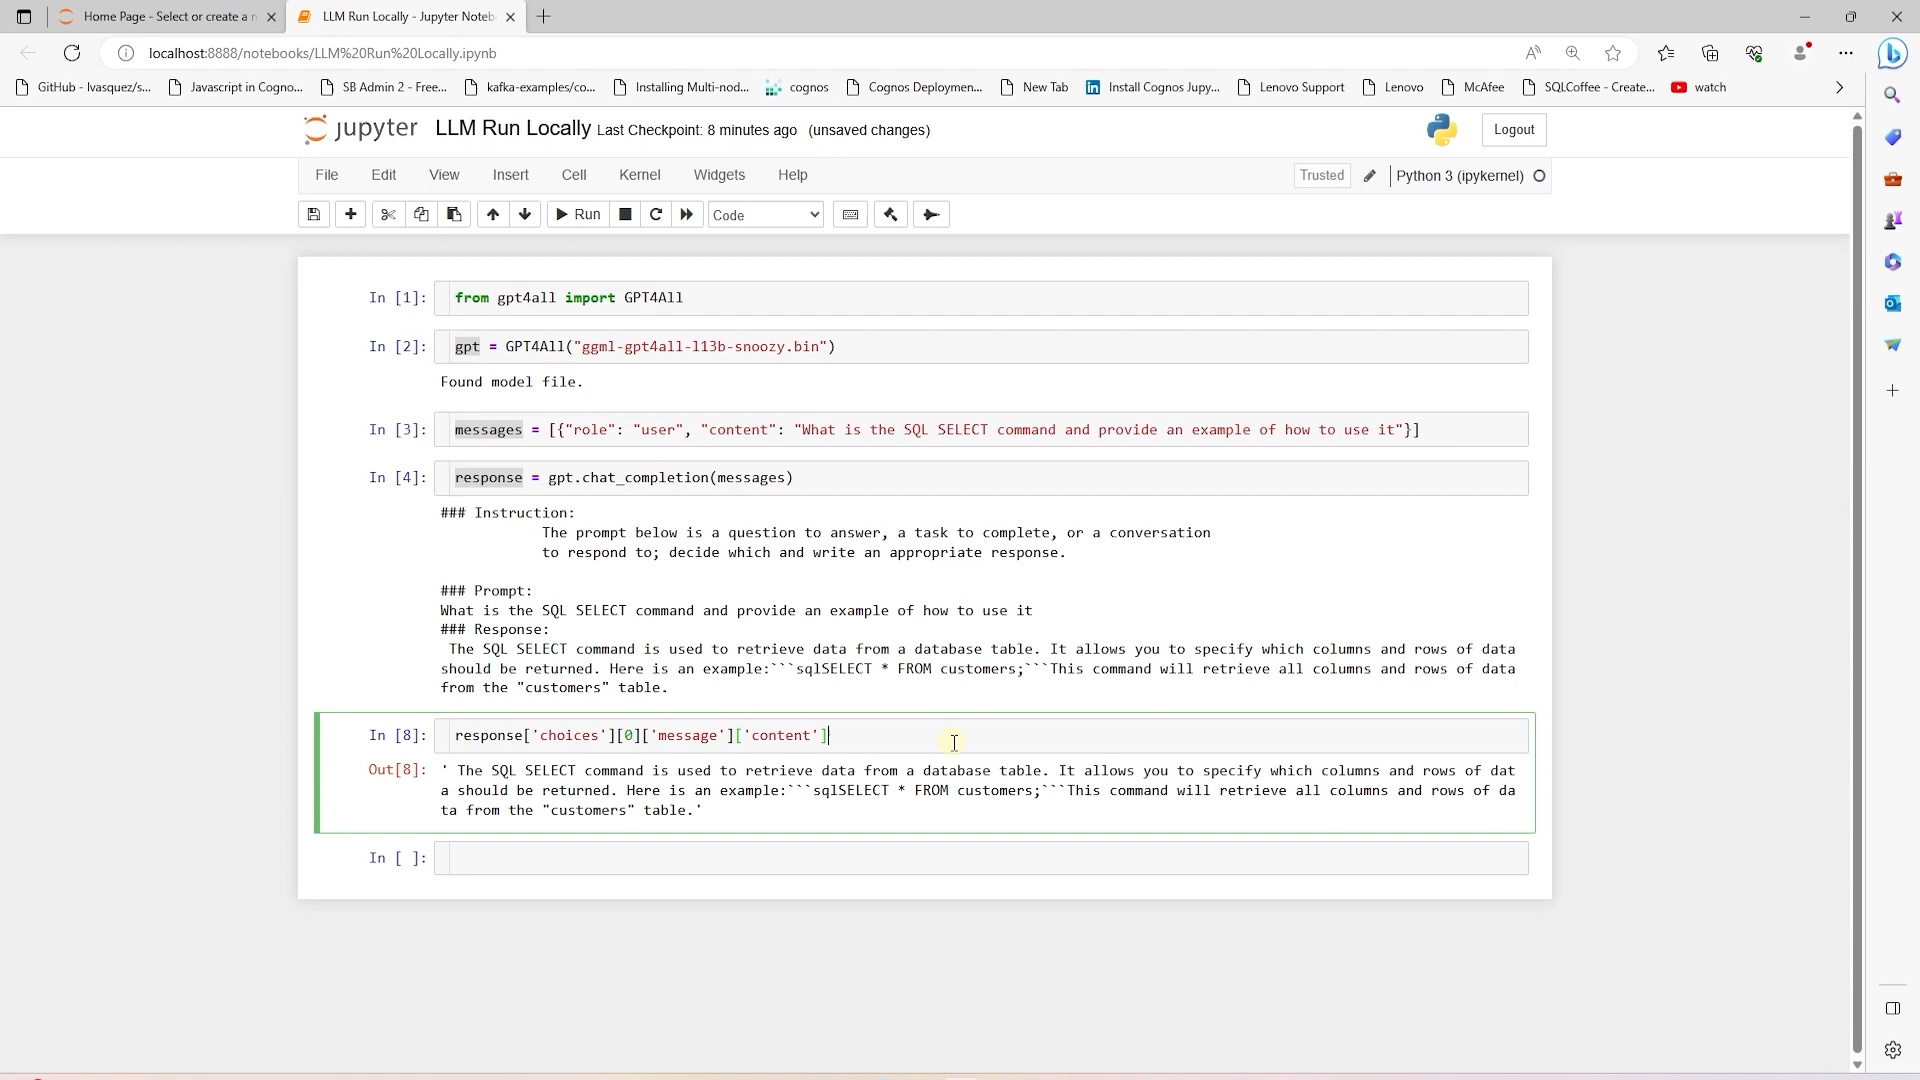 Home Page - Select or create a n
LLM Run Locally - Jupyter Noteb
localhost:8888/notebooks/LLM%20Run%20Locally.ipynb
GitHub - lvasquez/s...
Javascript in Cogno...
SB Admin 2 - Free...
kafka-examples/co...
Installing Multi-nod...
cognos
Cognos Deploymen...
New Tab
Install Cognos Jupy...
Lenovo Support
Lenovo
McAfee
SQLCoffee - Create...
watch
jupyter LLM Run Locally Last Checkpoint: 8 minutes ago (unsaved changes)
Logout
File Edit View Insert Cell Kernel Widgets Help
Trusted Python 3 (ipykernel)
Run Code
In [1]: from gpt4all import GPT4All
In [2]: gpt = GPT4All("ggml-gpt4all-l13b-snoozy.bin")
Found model file.
In [3]: messages = [{"role": "user", "content": "What is the SQL SELECT command and provide an example of how to use it"}]
In [4]: response = gpt.chat_completion(messages)
### Instruction:
The prompt below is a question to answer, a task to complete, or a conversation
to respond to; decide which and write an appropriate response.
### Prompt:
What is the SQL SELECT command and provide an example of how to use it
### Response:
The SQL SELECT command is used to retrieve data from a database table. It allows you to specify which columns and rows of data
should be returned. Here is an example:```sqlSELECT * FROM customers;```This command will retrieve all columns and rows of data
from the "customers" table.
In [8]: response['choices'][0]['message']['content']
Out[8]: ' The SQL SELECT command is used to retrieve data from a database table. It allows you to specify which columns and rows of dat
a should be returned. Here is an example:```sqlSELECT * FROM customers;```This command will retrieve all columns and rows of da
ta from the "customers" table.'
In [ ]: